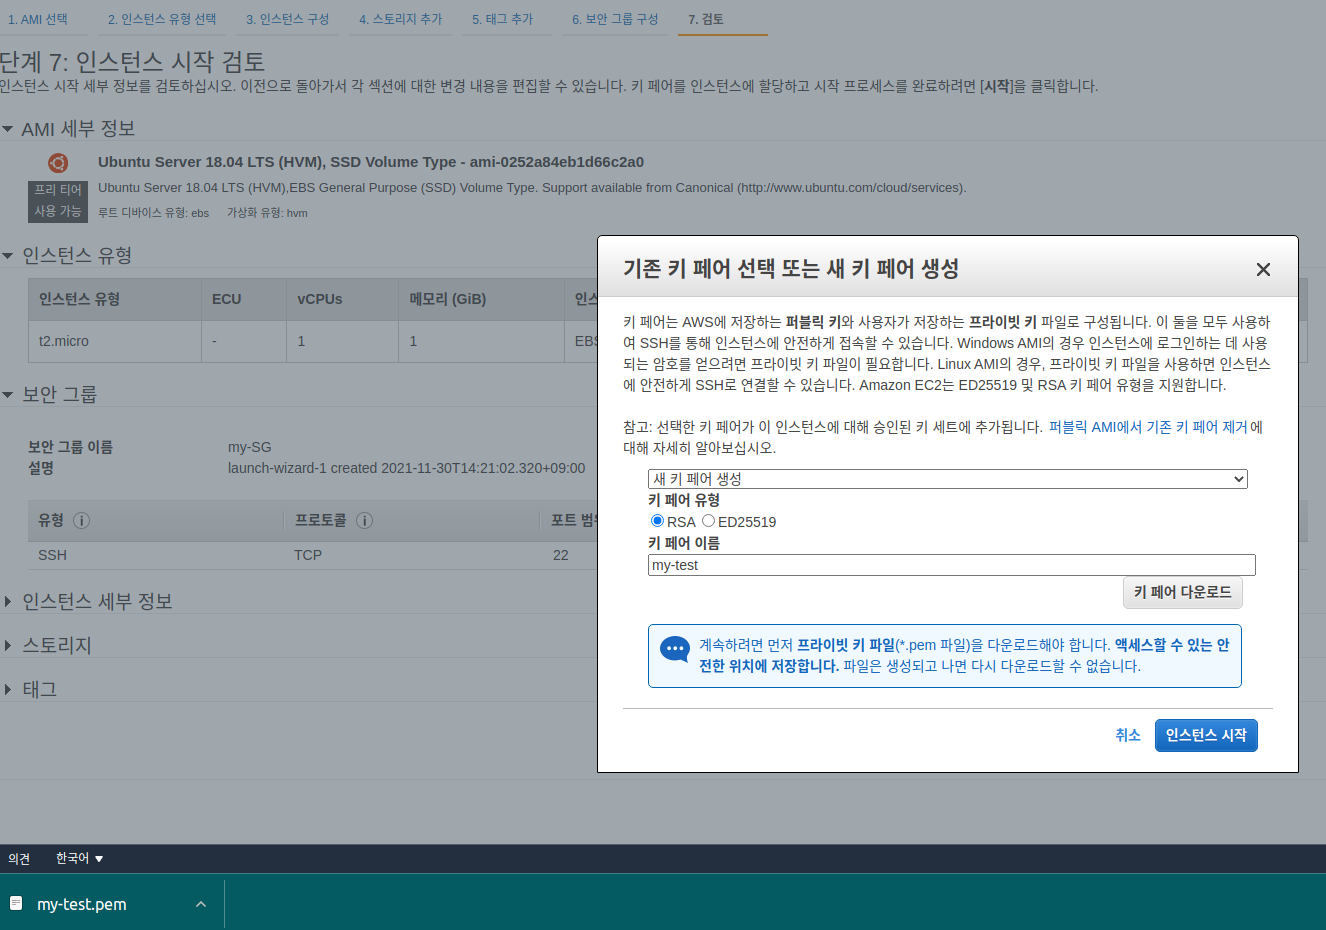 1. AMI 선택 2. 인스턴스 유형 선택 3. 인스턴스 구성 4. 스토리지 추가 5. 태그 추가 6. 보안 그룹 구성 7. 검토
단계 7: 인스턴스 시작 검토
인스턴스 시작 세부 정보를 검토하십시오. 이전으로 돌아가서 각 섹션에 대한 변경 내용을 편집할 수 있습니다. 키 페어를 인스턴스에 할당하고 시작 프로세스를 완료하려면 [시작]을 클릭합니다.
AMI 세부 정보
Ubuntu Server 18.04 LTS (HVM), SSD Volume Type - ami-0252a84eb1d66c2a0
프리 티어
사용 가능
Ubuntu Server 18.04 LTS (HVM),EBS General Purpose (SSD) Volume Type. Support available from Canonical (http://www.ubuntu.com/cloud/services).
루트 디바이스 유형: ebs 가상화 유형: hvm
인스턴스 유형
인스턴스 유형 ECU vCPUs 메모리 (GiB) 인스
t2.micro - 1 1 EBS
보안 그룹
보안 그룹 이름 my-SG
설명 launch-wizard-1 created 2021-11-30T14:21:02.320+09:00
유형 프로토콜 포트 범위
SSH TCP 22
인스턴스 세부 정보
스토리지
태그
기존 키 페어 선택 또는 새 키 페어 생성
키 페어는 AWS에 저장하는 퍼블릭 키와 사용자가 저장하는 프라이빗 키 파일로 구성됩니다. 이 둘을 모두 사용하
여 SSH를 통해 인스턴스에 안전하게 접속할 수 있습니다. Windows AMI의 경우 인스턴스에 로그인하는 데 사용
되는 암호를 얻으려면 프라이빗 키 파일이 필요합니다. Linux AMI의 경우, 프라이빗 키 파일을 사용하면 인스턴스
에 안전하게 SSH로 연결할 수 있습니다. Amazon EC2는 ED25519 및 RSA 키 페어 유형을 지원합니다.
참고: 선택한 키 페어가 이 인스턴스에 대해 승인된 키 세트에 추가됩니다. 퍼블릭 AMI에서 기존 키 페어 제거에
대해 자세히 알아보십시오.
새 키 페어 생성
키 페어 유형
RSA ED25519
키 페어 이름
my-test
키 페어 다운로드
계속하려면 먼저 프라이빗 키 파일(*.pem 파일)을 다운로드해야 합니다. 액세스할 수 있는 안
전한 위치에 저장합니다. 파일은 생성되고 나면 다시 다운로드할 수 없습니다.
취소 인스턴스 시작
의견 한국어
my-test.pem